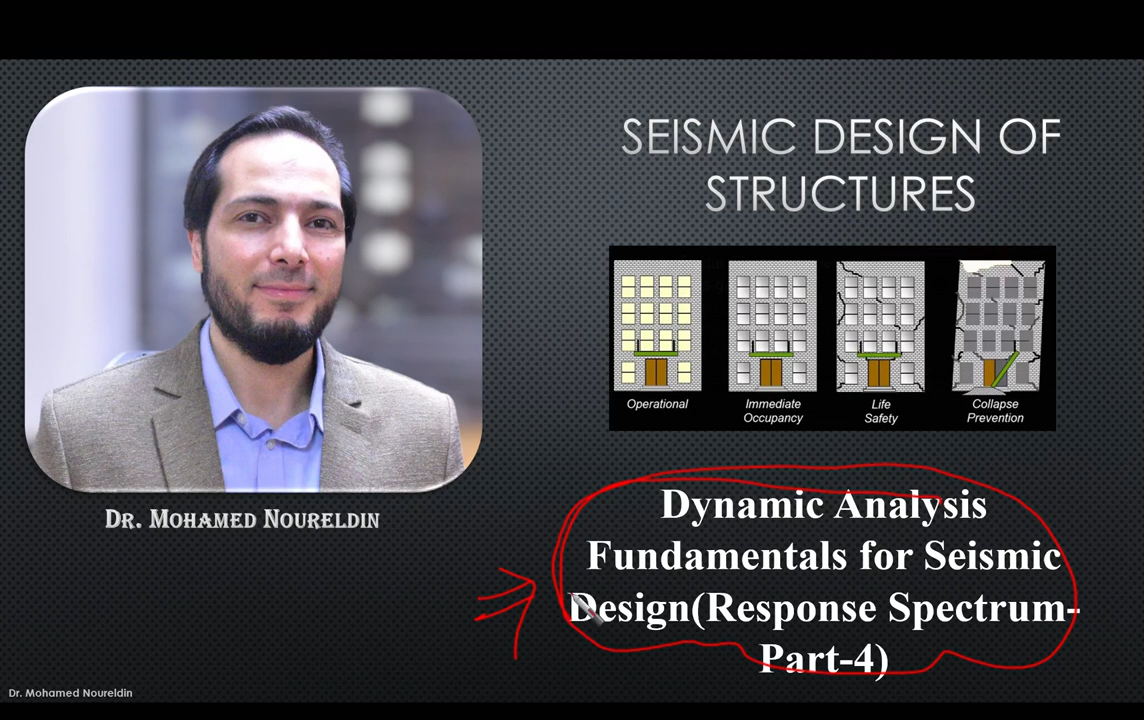 SEISMIC DESIGN OF
STRUCTURES
Operational
Immediate
Occupancy
Life
Safety
Collapse
Prevention
DR. MOHAMED NOURELDIN
Dynamic Analysis
Fundamentals for Seismic
Design(Response Spectrum-
Part-4)
Dr. Mohamed Noureldin